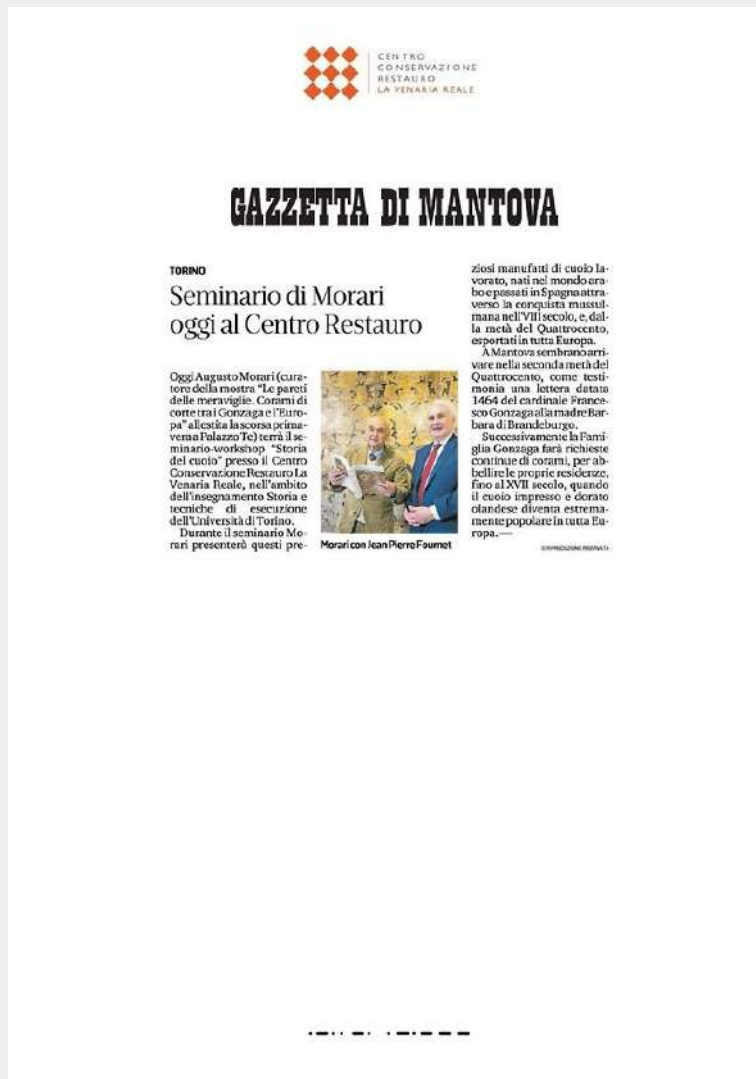 CENTRO
CONSERVAZIONE
RESTAURO
LA VENARIA REALE
GAZZETTA DI MANTOVA
TORINO
Seminario di Morari
oggi al Centro Restauro
Oggi Augusto Morari (cura-
tore della mostra "Le pareti
delle meraviglie. Corami di
corte tra i Gonzaga e l'Euro-
pa" allestita la scorsa prima-
vera a Palazzo Te) terrà il se-
minario-workshop "Storia
del cuoio" presso il Centro
Conservazione Restauro La
Venaria Reale, nell'ambito
dell'insegnamento Storia e
tecniche di esecuzione
dell'Università di Torino.
Durante il seminario Mo-
rari presenterà questi pre-
Morari con Jean Pierre Fournet
ziosi manufatti di cuoio la-
vorato, nati nel mondo ara-
bo e passati in Spagna attra-
verso la conquista mussul-
mana nell'VIII secolo, e, dal-
la metà del Quattrocento,
esportati in tutta Europa.
A Mantova sembrano arri-
vare nella seconda metà del
Quattrocento, come testi-
monia una lettera datata
1464 del cardinale France-
sco Gonzaga alla madre Bar-
bara di Brandeburgo.
Successivamente la Fami-
glia Gonzaga farà richieste
continue di corami, per ab-
bellire le proprie residenze,
fino al XVII secolo, quando
il cuoio impresso e dorato
olandese diventa estrema-
mente popolare in tutta Eu-
ropa.—
©RIPRODUZIONE RISERVATA